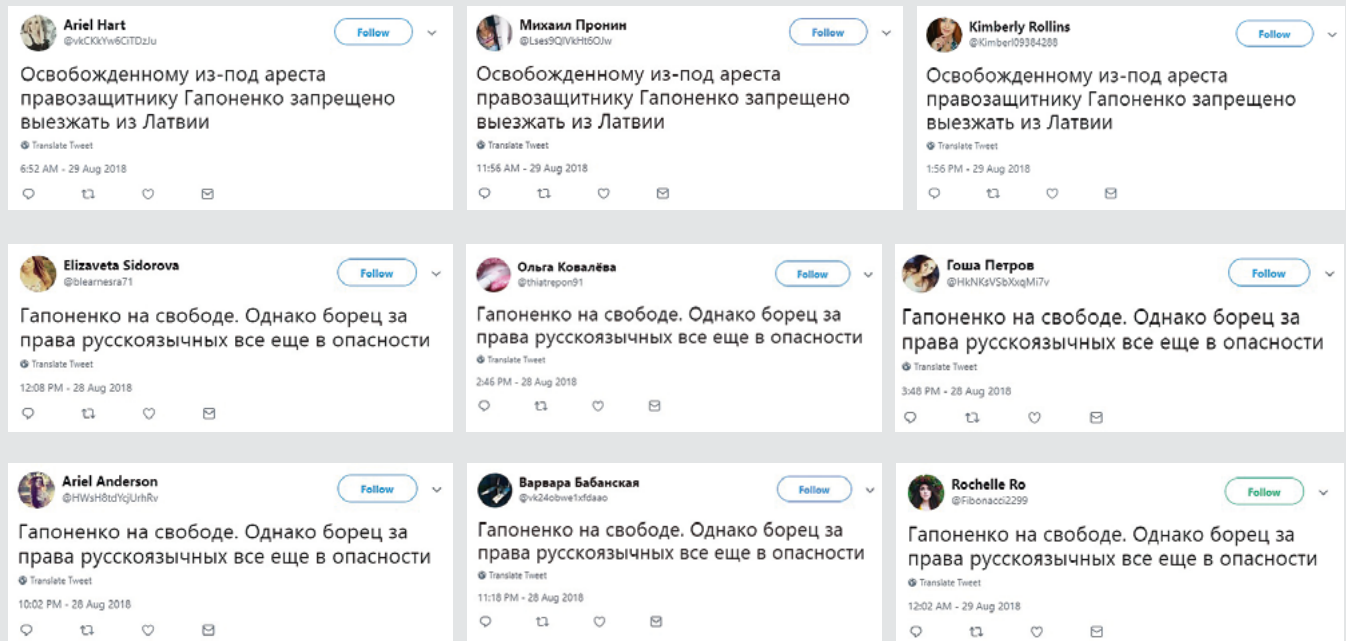 Ariel Hart
@vkCKkYw6CiTDzJu
Follow
Освобожденному из-под ареста
правозащитнику Гапоненко запрещено
выезжать из Латвии
Translate Tweet
6:52 AM - 29 Aug 2018
Михаил Пронин
@Lses9QIVkHt6OJw
Follow
Освобожденному из-под ареста
правозащитнику Гапоненко запрещено
выезжать из Латвии
Translate Tweet
11:56 AM - 29 Aug 2018
Kimberly Rollins
@Kimberl09384288
Follow
Освобожденному из-под ареста
правозащитнику Гапоненко запрещено
выезжать из Латвии
Translate Tweet
1:56 PM - 29 Aug 2018
Elizaveta Sidorova
@blearnesra71
Follow
Гапоненко на свободе. Однако борец за
права русскоязычных все еще в опасности
Translate Tweet
12:08 PM - 28 Aug 2018
Ольга Ковалёва
@thiatrepon91
Follow
Гапоненко на свободе. Однако борец за
права русскоязычных все еще в опасности
Translate Tweet
2:46 PM - 28 Aug 2018
Гоша Петров
@HkNKsVSbXxqMi7v
Follow
Гапоненко на свободе. Однако борец за
права русскоязычных все еще в опасности
Translate Tweet
3:48 PM - 28 Aug 2018
Ariel Anderson
@HWsH8tdYcjUrhRv
Follow
Гапоненко на свободе. Однако борец за
права русскоязычных все еще в опасности
Translate Tweet
10:02 PM - 28 Aug 2018
Варвара Бабанская
@vk24obwe1xfdaao
Follow
Гапоненко на свободе. Однако борец за
права русскоязычных все еще в опасности
Translate Tweet
11:18 PM - 28 Aug 2018
Rochelle Ro
@Fibonacci2299
Follow
Гапоненко на свободе. Однако борец за
права русскоязычных все еще в опасности
Translate Tweet
12:02 AM - 29 Aug 2018